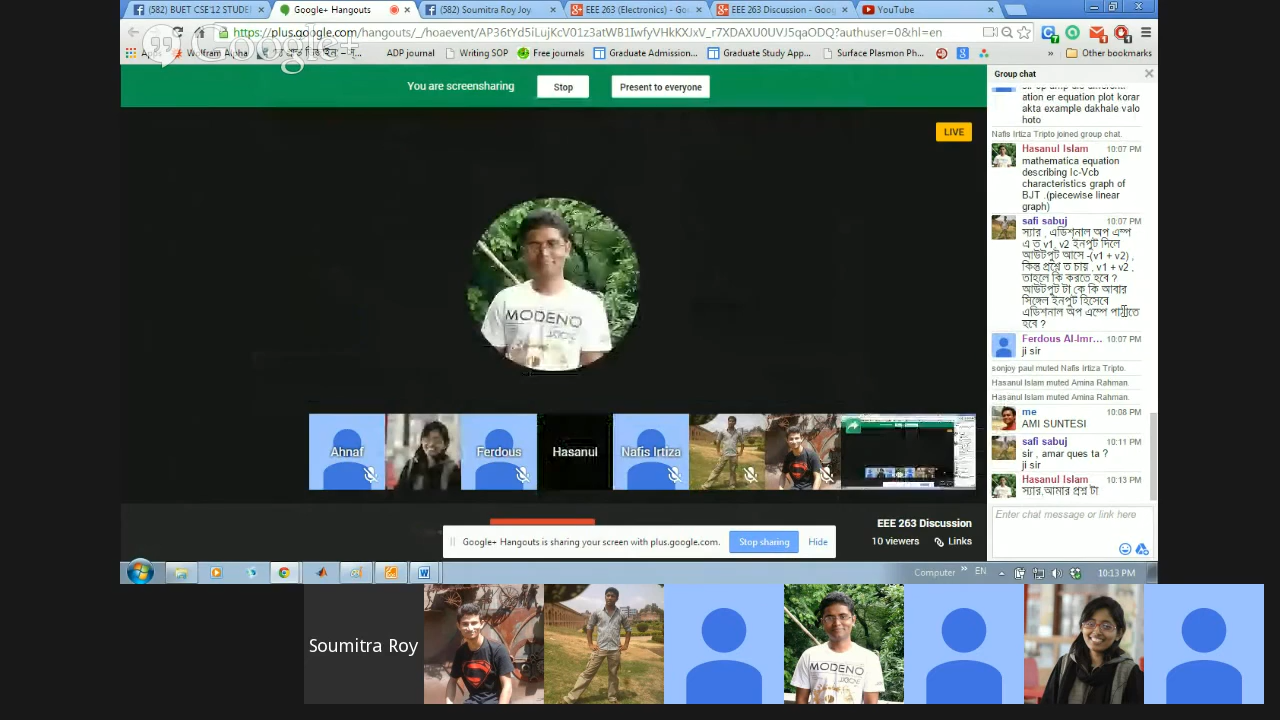 (582) BUET CSE'12 STUDE
Google+ Hangouts
(582) Soumitra Roy Joy
EEE 263 (Electronics) - Goo
EEE 263 Discussion - Goog
YouTube
https://plus.google.com/hangouts/_/hoaevent/AP36tYd5iLujKcV01z3atWB1IwfyVHkKXJxV_r7XDAXU0UVJ5qaODQ?authuser=0&hl=en
Google+
Wolfram Alpha
ADP journal
Writing SOP
Free journals
Graduate Admission...
Graduate Study App...
Surface Plasmon Ph...
»
Other bookmarks
You are screensharing
Stop
Present to everyone
Group chat
LIVE
ation er equation plot korar
akta example dakhale valo
hoto
Nafis Irtiza Tripto joined group chat.
Hasanul Islam 10:07 PM
mathematica equation
describing Ic-Vcb
characteristics graph of
BJT .(piecewise linear
graph)
safi sabuj 10:07 PM
স্যার , এডিশনাল অপ এম্প
এ ত v1, v2 ইনপুট দিলে
আউটপুট আসে -(v1 + v2) ,
কিন্তু প্রশ্নে ত চায় , v1 + v2 ,
তাহলে কি করতে হবে ?
আউটপুট টা কে কি আবার
সিঙ্গেল ইনপুট হিসেবে
এডিশনাল অপ এম্পে পাঠাতে
হবে ?
Ferdous Al-Imr... 10:07 PM
ji sir
sonjoy paul muted Nafis Irtiza Tripto.
Hasanul Islam muted Amina Rahman.
Hasanul Islam muted Amina Rahman.
me 10:08 PM
AMI SUNTESI
safi sabuj 10:11 PM
sir , amar ques ta ?
ji sir
Hasanul Islam 10:13 PM
স্যার,আমার প্রশ্ন টা
Enter chat message or link here
MODENO
Ahnaf
Ferdous
Hasanul
Nafis Irtiza
EEE 263 Discussion
10 viewers
Links
Google+ Hangouts is sharing your screen with plus.google.com.
Stop sharing
Hide
Computer
»
EN
10:13 PM
Soumitra Roy
MODENO